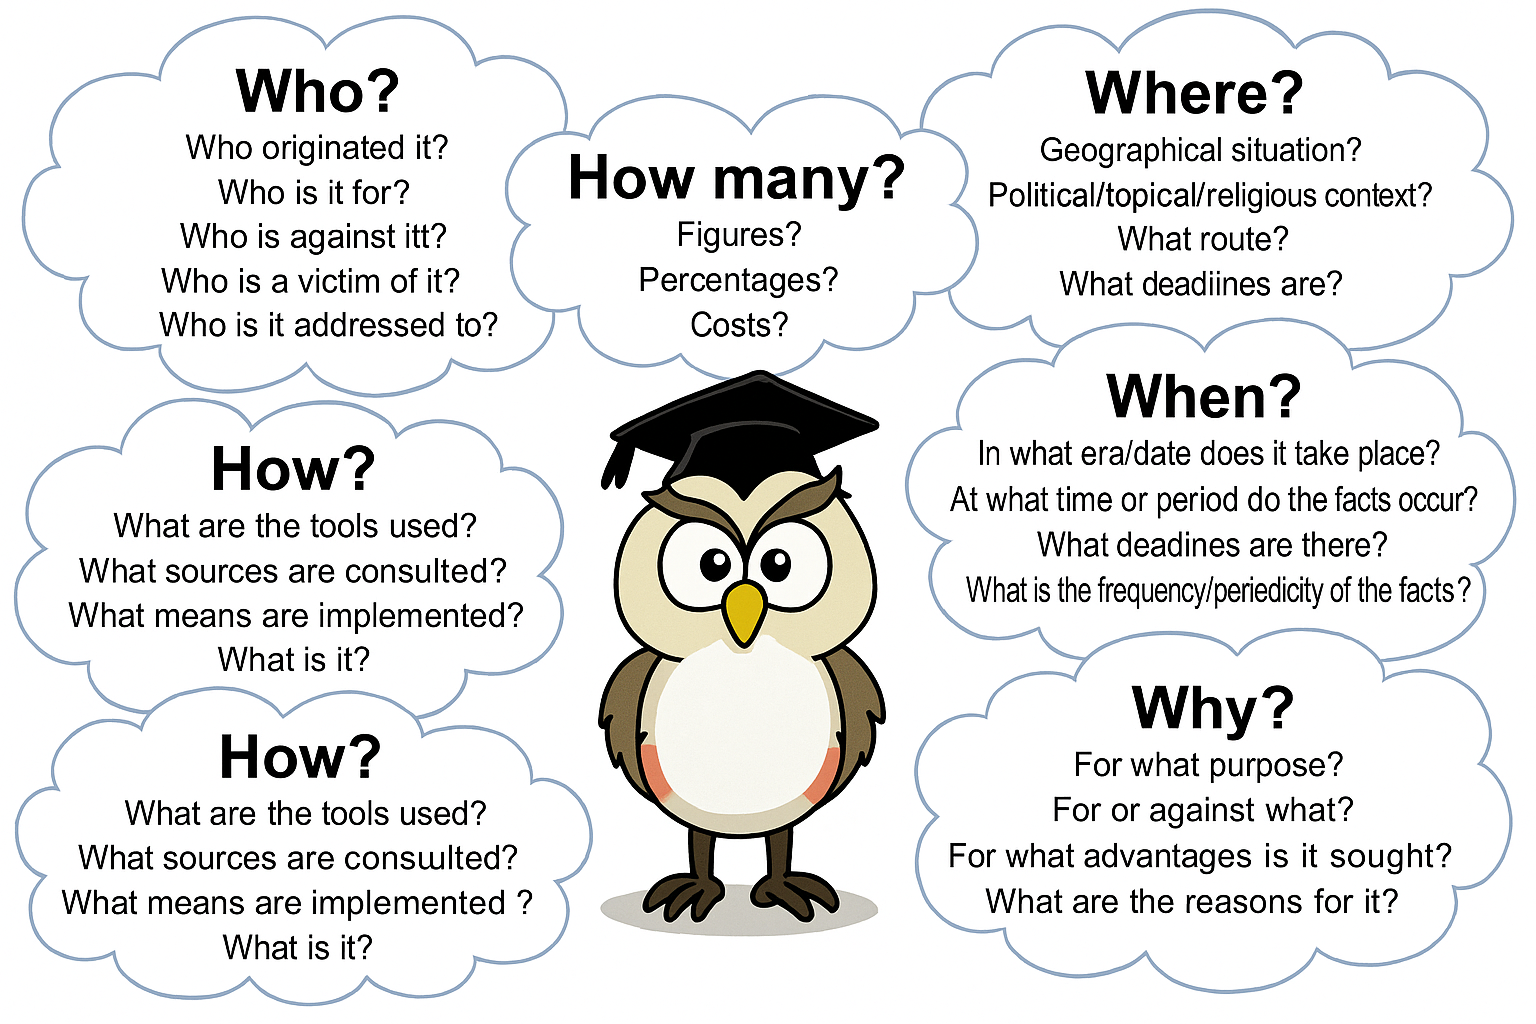 Who?
Who originated it?
Who is it for?
Who is against itt?
Who is a victim of it?
Who is it addressed to?
How many?
Figures?
Percentages?
Costs?
Where?
Geographical situation?
Political/topical/religious context?
What route?
What deadiines are?
When?
In what era/date does it take place?
At what time or period do the facts occur?
What deadines are there?
What is the frequency/periedicity of the facts?
How?
What are the tools used?
What sources are consulted?
What means are implemented?
What is it?
How?
What are the tools used?
What sources are consulted?
What means are implemented ?
What is it?
Why?
For what purpose?
For or against what?
For what advantages is it sought?
What are the reasons for it?